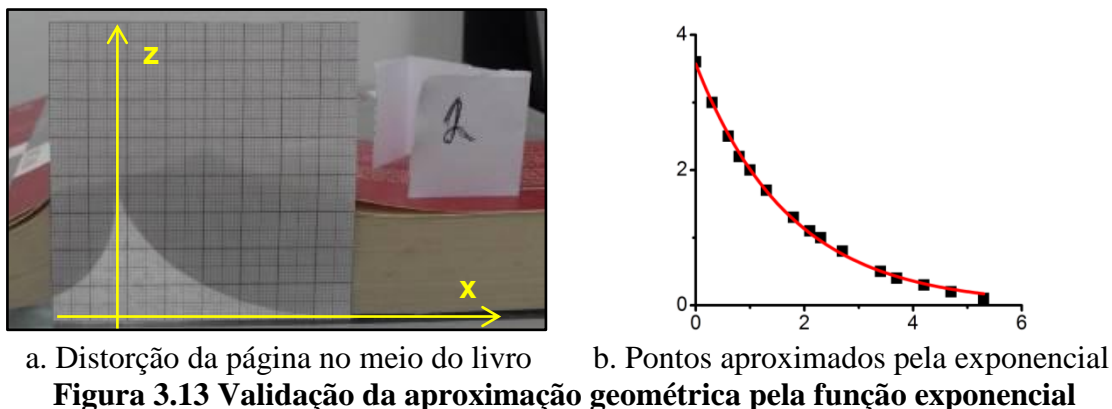 z
x
2
4
2
0
0
2
4
6
a. Distorção da página no meio do livro
b. Pontos aproximados pela exponencial
Figura 3.13 Validação da aproximação geométrica pela função exponencial